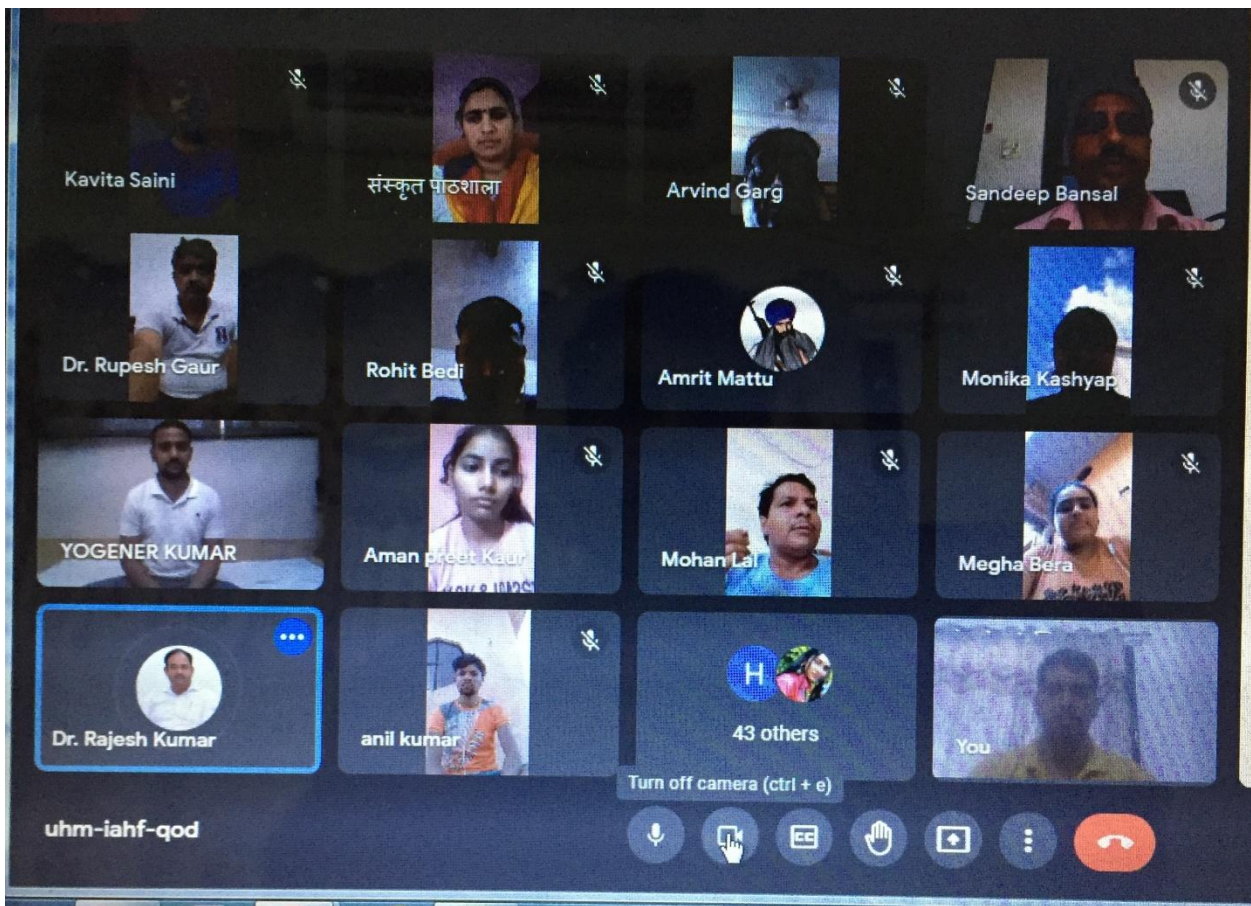 Kavita Saini
संस्कृत पाठशाला
Arvind Garg
Sandeep Bansal
Dr. Rupesh Gaur
Rohit Bedi
Amrit Mattu
Monika Kashyap
YOGENER KUMAR
Aman preet Kaur
Mohan Lal
Megha Bera
Dr. Rajesh Kumar
anil kumar
H
43 others
You
Turn off camera (ctrl + e)
uhm-iahf-qod
CC